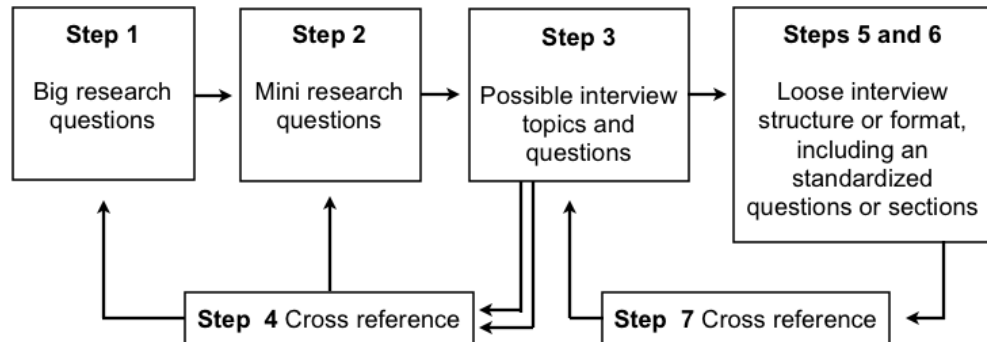 Step 1
Big research
questions
Step 2
Mini research
questions
Step 3
Possible interview
topics and
questions
Steps 5 and 6
Loose interview
structure or format,
including an
standardized
questions or sections
Step 4 Cross reference
Step 7 Cross reference